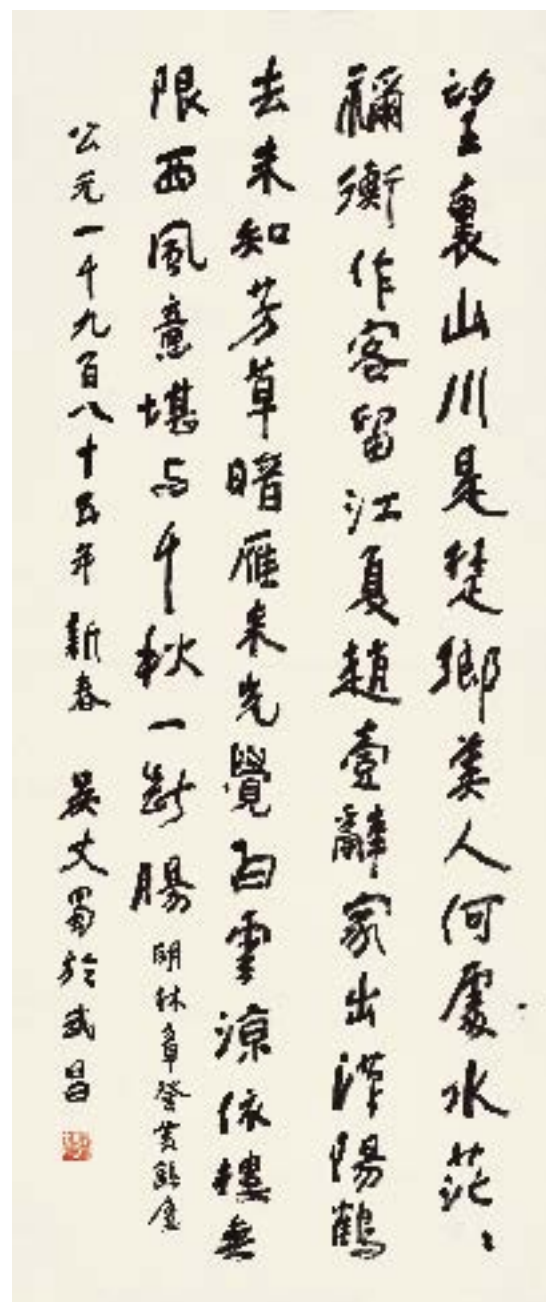 望裏山川是楚鄉美人何處水茫〻
禰衡作客留江夏趙壹辭家出漢陽鶴
去未知芳草暗雁來先覺白雲涼依樓無
限西風意堪与千秋一斷腸 明林章登黄鶴
公元一千九百八十五年新春 吴丈蜀於武昌